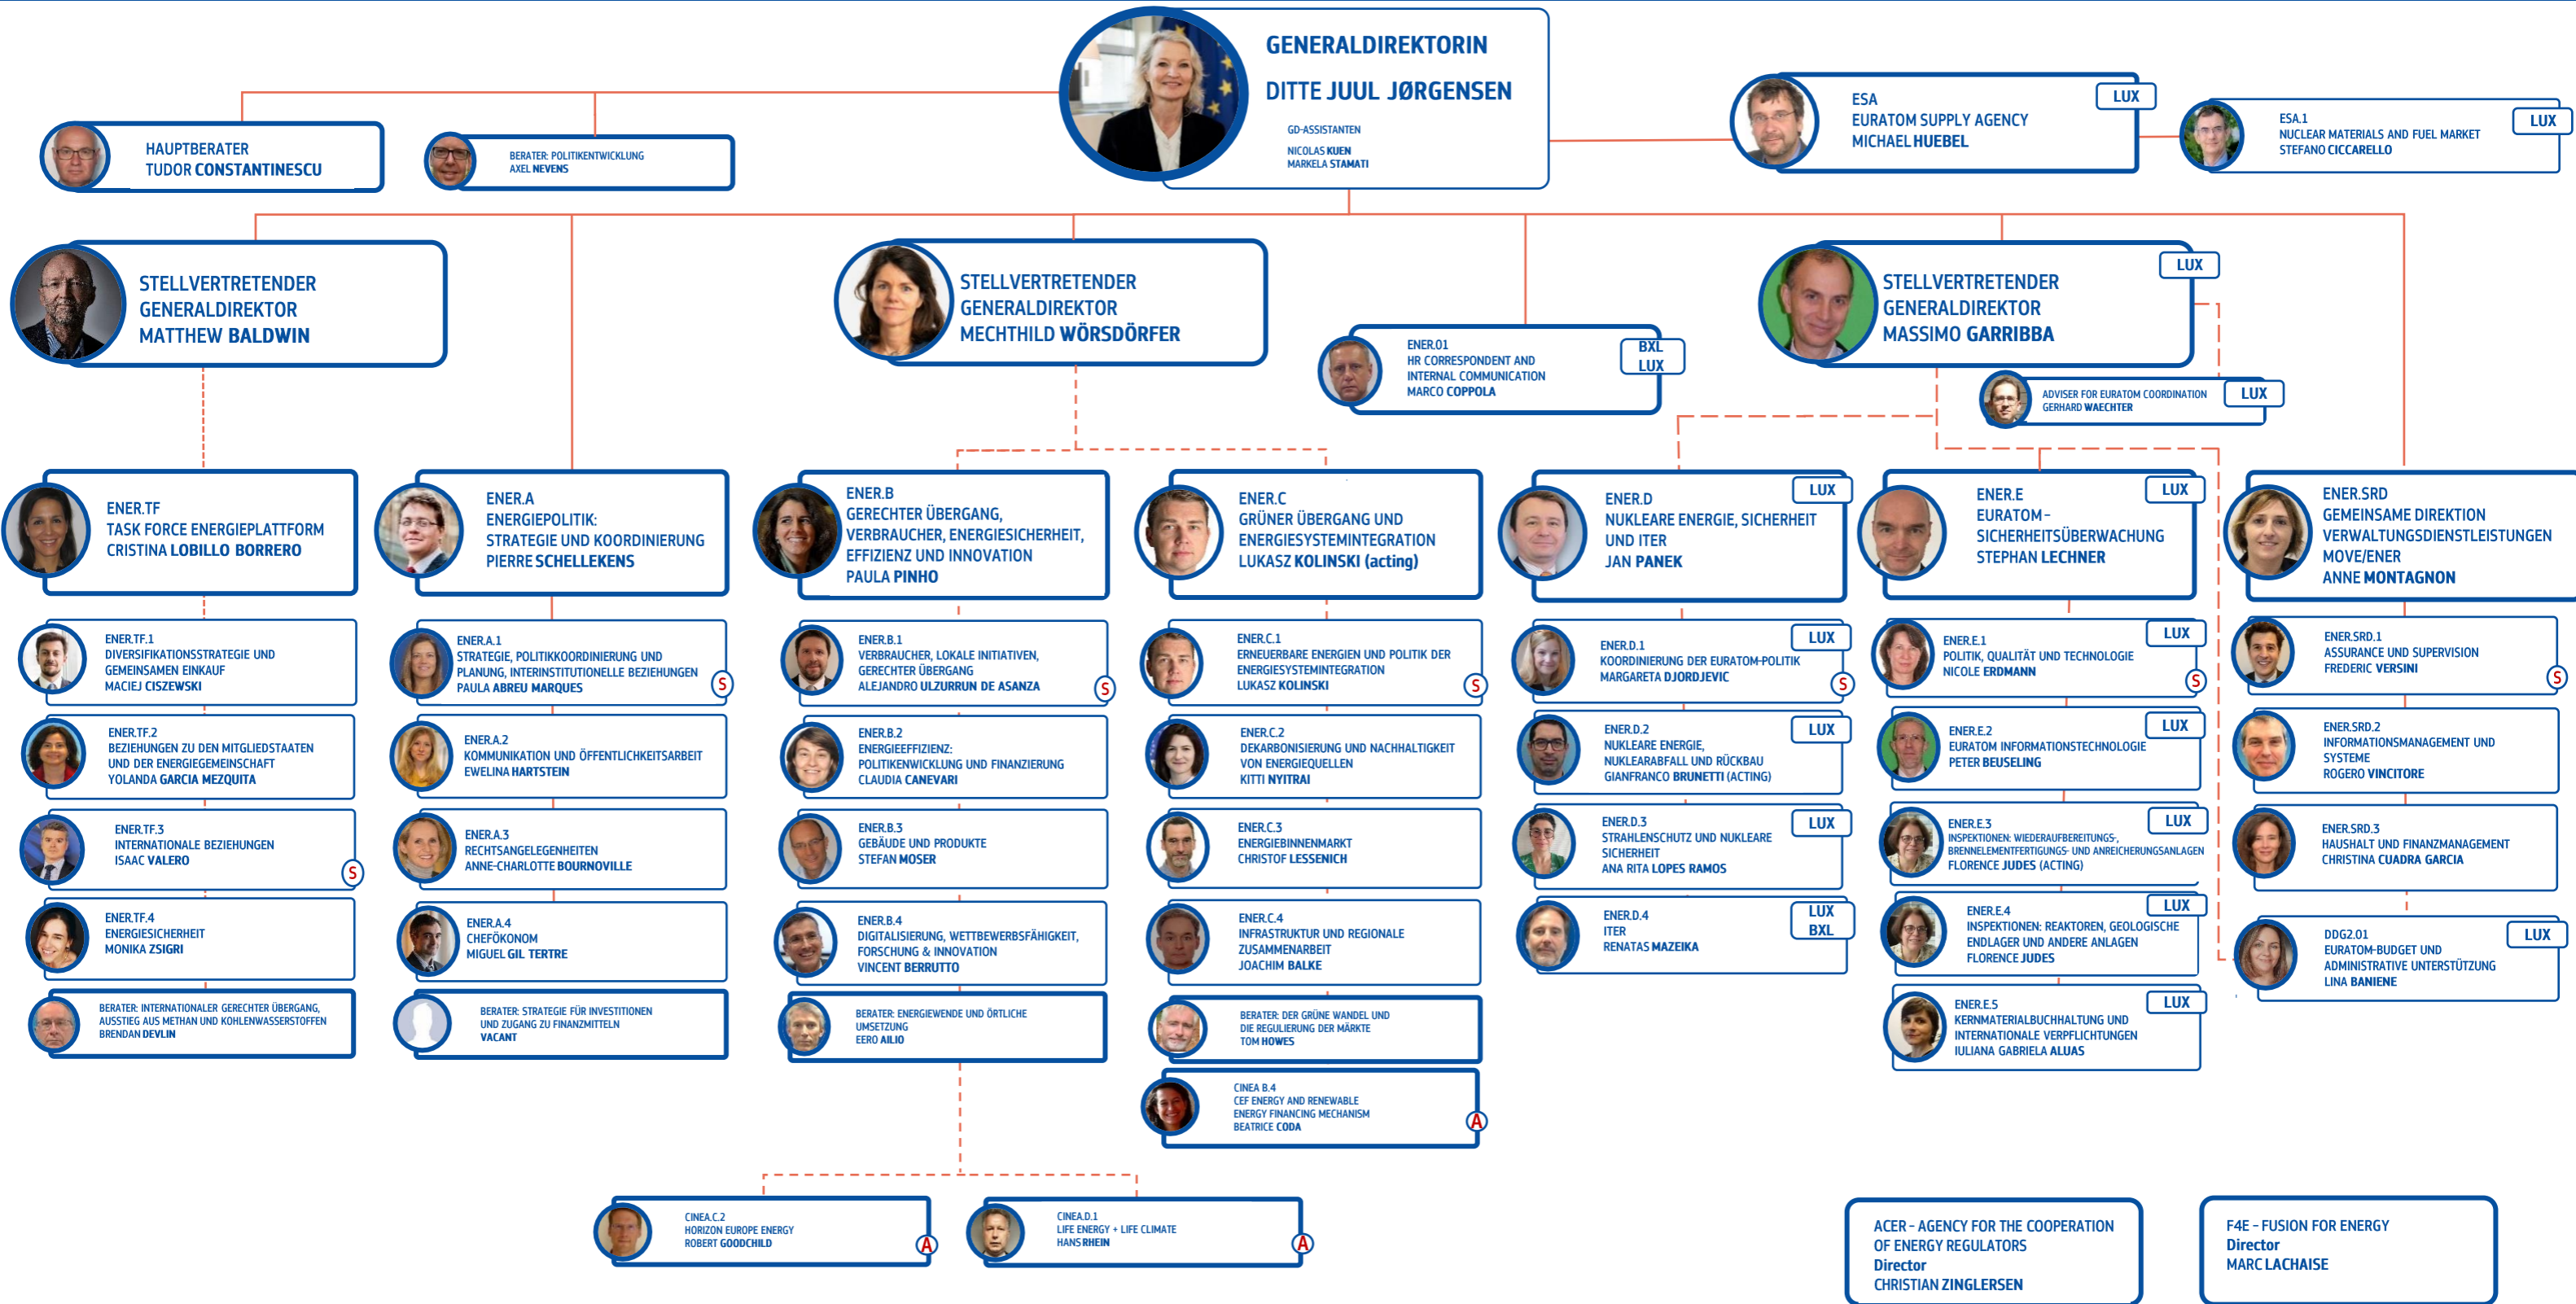 GENERALDIREKTORIN
DITTE JUUL JØRGENSEN
GD-ASSISTANTEN
NICOLAS KUEN
MARKELA STAMATI
HAUPTBERATER
TUDOR CONSTANTINESCU
BERATER: POLITIKENTWICKLUNG
AXEL NEVENS
ESA
EURATOM SUPPLY AGENCY
MICHAEL HUEBEL
LUX
ESA.1
NUCLEAR MATERIALS AND FUEL MARKET
STEFANO CICCARELLO
LUX
STELLVERTRETENDER
GENERALDIREKTOR
MATTHEW BALDWIN
STELLVERTRETENDER
GENERALDIREKTOR
MECHTHILD WÖRSDÖRFER
ENER.01
HR CORRESPONDENT AND
INTERNAL COMMUNICATION
MARCO COPPOLA
BXL
LUX
STELLVERTRETENDER
GENERALDIREKTOR
MASSIMO GARRIBBA
LUX
ADVISER FOR EURATOM COORDINATION
GERHARD WAECHTER
LUX
ENER.TF
TASK FORCE ENERGIEPLATTFORM
CRISTINA LOBILLO BORRERO
ENER.TF.1
DIVERSIFIKATIONSSTRATEGIE UND
GEMEINSAMEN EINKAUF
MACIEJ CISZEWSKI
ENER.TF.2
BEZIEHUNGEN ZU DEN MITGLIEDSTAATEN
UND DER ENERGIEGEMEINSCHAFT
YOLANDA GARCIA MEZQUITA
ENER.TF.3
INTERNATIONALE BEZIEHUNGEN
ISAAC VALERO
S
ENER.TF.4
ENERGIESICHERHEIT
MONIKA ZSIGRI
BERATER: INTERNATIONALER GERECHTER ÜBERGANG,
AUSSTIEG AUS METHAN UND KOHLENWASSERSTOFFEN
BRENDAN DEVLIN
ENER.A
ENERGIEPOLITIK:
STRATEGIE UND KOORDINIERUNG
PIERRE SCHELLEKENS
ENER.A.1
STRATEGIE, POLITIKKOORDINIERUNG UND
PLANUNG, INTERINSTITUTIONELLE BEZIEHUNGEN
PAULA ABREU MARQUES
S
ENER.A.2
KOMMUNIKATION UND ÖFFENTLICHKEITSARBEIT
EWELINA HARTSTEIN
ENER.A.3
RECHTSANGELEGENHEITEN
ANNE-CHARLOTTE BOURNOVILLE
ENER.A.4
CHEFÖKONOM
MIGUEL GIL TERTRE
BERATER: STRATEGIE FÜR INVESTITIONEN
UND ZUGANG ZU FINANZMITTELN
VACANT
ENER.B
GERECHTER ÜBERGANG,
VERBRAUCHER, ENERGIESICHERHEIT,
EFFIZIENZ UND INNOVATION
PAULA PINHO
ENER.B.1
VERBRAUCHER, LOKALE INITIATIVEN,
GERECHTER ÜBERGANG
ALEJANDRO ULZURRUN DE ASANZA
S
ENER.B.2
ENERGIEEFFIZIENZ:
POLITIKENWICKLUNG UND FINANZIERUNG
CLAUDIA CANEVARI
ENER.B.3
GEBÄUDE UND PRODUKTE
STEFAN MOSER
ENER.B.4
DIGITALISIERUNG, WETTBEWERBSFÄHIGKEIT,
FORSCHUNG & INNOVATION
VINCENT BERRUTTO
BERATER: ENERGIEWENDE UND ÖRTLICHE
UMSETZUNG
EERO AILIO
ENER.C
GRÜNER ÜBERGANG UND
ENERGIESYSTEMINTEGRATION
LUKASZ KOLINSKI (acting)
ENER.C.1
ERNEUERBARE ENERGIEN UND POLITIK DER
ENERGIESYSTEMINTEGRATION
LUKASZ KOLINSKI
S
ENER.C.2
DEKARBONISIERUNG UND NACHHALTIGKEIT
VON ENERGIEQUELLEN
KITTI NYITRAI
ENER.C.3
ENERGIEBINNENMARKT
CHRISTOF LESSENICH
ENER.C.4
INFRASTRUKTUR UND REGIONALE
ZUSAMMENARBEIT
JOACHIM BALKE
BERATER: DER GRÜNE WANDEL UND
DIE REGULIERUNG DER MÄRKTE
TOM HOWES
CINEA B.4
CEF ENERGY AND RENEWABLE
ENERGY FINANCING MECHANISM
BEATRICE CODA
A
ENER.D
NUKLEARE ENERGIE, SICHERHEIT
UND ITER
JAN PANEK
LUX
ENER.D.1
KOORDINIERUNG DER EURATOM-POLITIK
MARGARETA DJORDJEVIC
LUX
S
ENER.D.2
NUKLEARE ENERGIE,
NUKLEARABFALL UND RÜCKBAU
GIANFRANCO BRUNETTI (ACTING)
LUX
ENER.D.3
STRAHLENSCHUTZ UND NUKLEARE
SICHERHEIT
ANA RITA LOPES RAMOS
LUX
ENER.D.4
ITER
RENATAS MAZEIKA
LUX
BXL
ENER.E
EURATOM-
SICHERHEITSÜBERWACHUNG
STEPHAN LECHNER
LUX
ENER.E.1
POLITIK, QUALITÄT UND TECHNOLOGIE
NICOLE ERDMANN
LUX
S
ENER.E.2
EURATOM INFORMATIONSTECHNOLOGIE
PETER BEUSELING
LUX
ENER.E.3
INSPEKTIONEN: WIEDERAUFBEREITUNGS-,
BRENNELEMENTFERTIGUNGS- UND ANREICHERUNGSANLAGEN
FLORENCE JUDES (ACTING)
LUX
ENER.E.4
INSPEKTIONEN: REAKTOREN, GEOLOGISCHE
ENDLAGER UND ANDERE ANLAGEN
FLORENCE JUDES
LUX
ENER.E.5
KERNMATERIALBUCHHALTUNG UND
INTERNATIONALE VERPFLICHTUNGEN
IULIANA GABRIELA ALUAS
LUX
ENER.SRD
GEMEINSAME DIREKTION
VERWALTUNGSDIENSTLEISTUNGEN
MOVE/ENER
ANNE MONTAGNON
ENER.SRD.1
ASSURANCE UND SUPERVISION
FREDERIC VERSINI
S
ENER.SRD.2
INFORMATIONSMANAGEMENT UND
SYSTEME
ROGERO VINCITORE
ENER.SRD.3
HAUSHALT UND FINANZMANAGEMENT
CHRISTINA CUADRA GARCIA
DDG2.01
EURATOM-BUDGET UND
ADMINISTRATIVE UNTERSTÜTZUNG
LINA BANIENE
LUX
CINEA.C.2
HORIZON EUROPE ENERGY
ROBERT GOODCHILD
A
CINEA.D.1
LIFE ENERGY + LIFE CLIMATE
HANS RHEIN
A
ACER - AGENCY FOR THE COOPERATION
OF ENERGY REGULATORS
Director
CHRISTIAN ZINGLERSEN
F4E - FUSION FOR ENERGY
Director
MARC LACHAISE